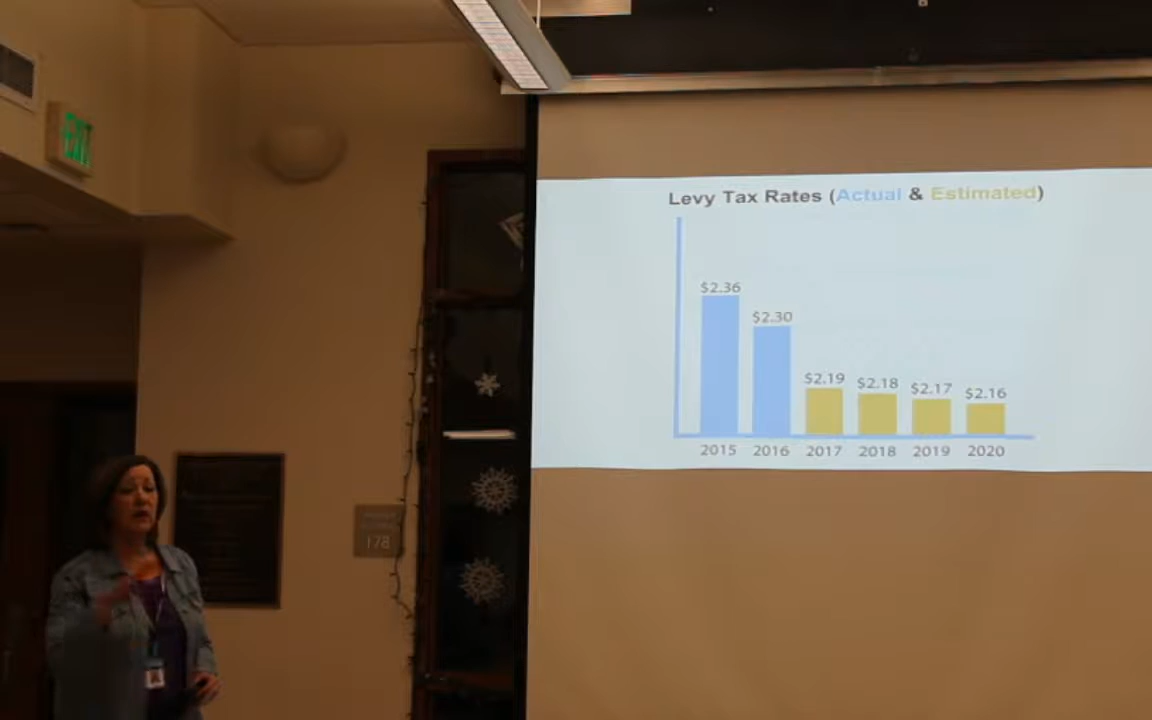 EXIT
Levy Tax Rates (Actual & Estimated)
$2.36
$2.30
$2.19
$2.18
$2.17
$2.16
2015 2016 2017 2018 2019 2020
178